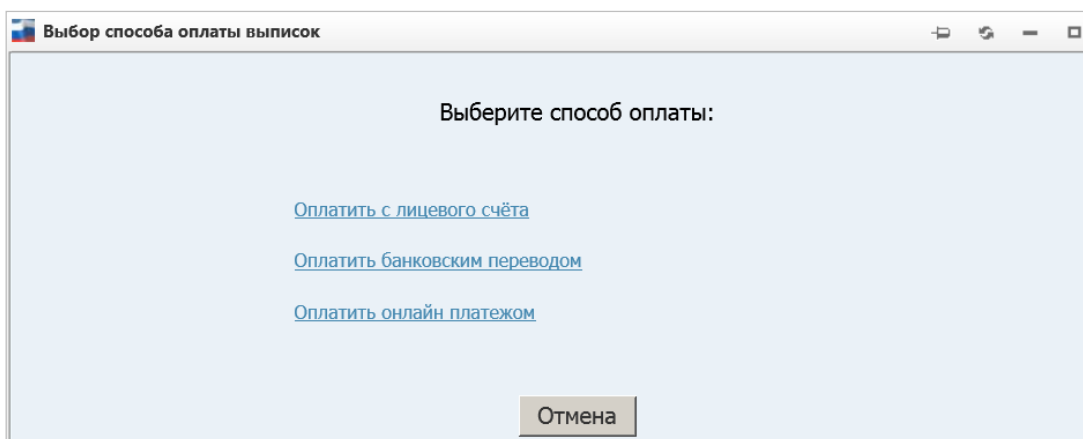 Выбор способа оплаты выписок
Выберите способ оплаты:
Оплатить с лицевого счёта
Оплатить банковским переводом
Оплатить онлайн платежом
Отмена